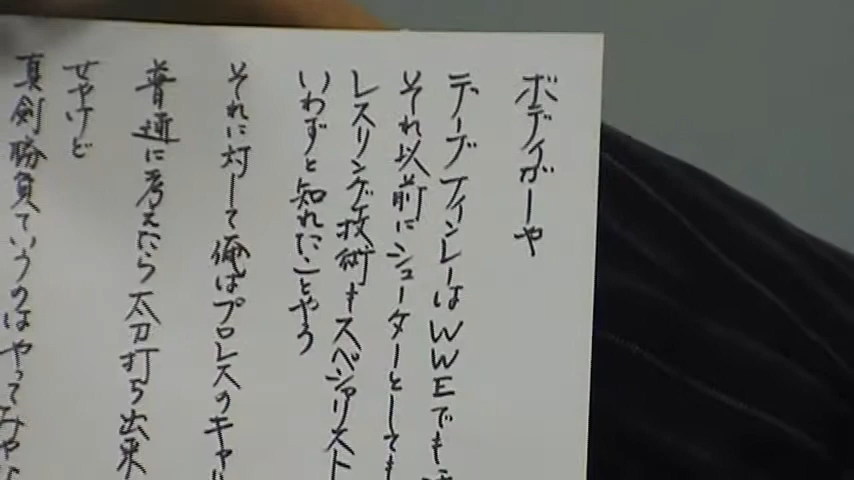 ボディガーや
デーブフィンレーはWWEでも
それ以前にシューターとしても
レスリング技術もスペシャリスト
いわずと知れたことやろ
それに対して俺はプロレスのキャ
普通に考えたら太刀打ち出来
せやけど
真剣勝負ていうのはやってみや